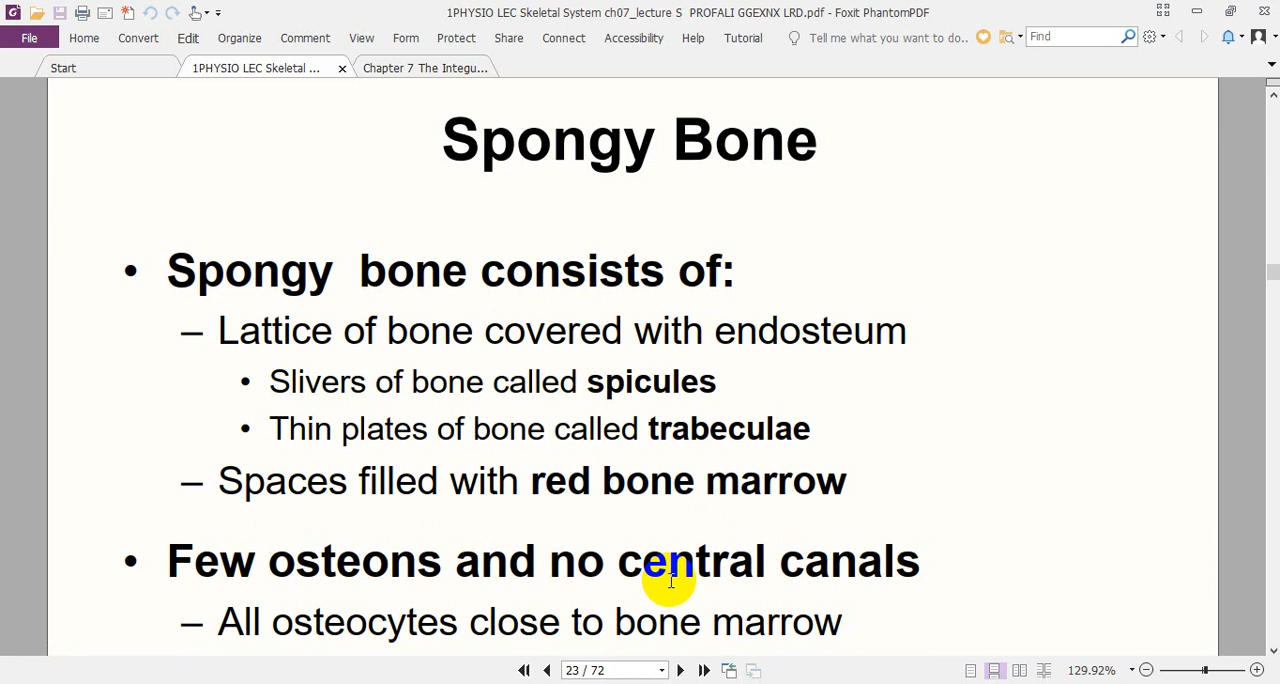 1PHYSIO LEC Skeletal System ch07_lecture S  PROFALI GGEXNX LRD.pdf - Foxit PhantomPDF
File Home Convert Edit Organize Comment View Form Protect Share Connect Accessibility Help Tutorial Tell me what you want to do.. Find
Start 1PHYSIO LEC Skeletal ... Chapter 7 The Integu...
Spongy Bone
• Spongy  bone consists of:
– Lattice of bone covered with endosteum
• Slivers of bone called spicules
• Thin plates of bone called trabeculae
– Spaces filled with red bone marrow
• Few osteons and no central canals
– All osteocytes close to bone marrow
23 / 72 129.92%